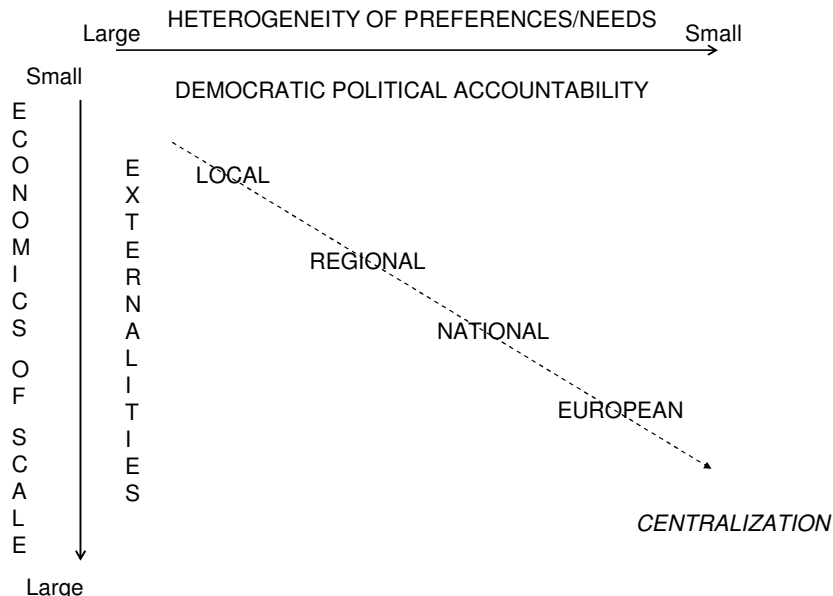 HETEROGENEITY OF PREFERENCES/NEEDS
Large
Small
Small
DEMOCRATIC POLITICAL ACCOUNTABILITY
ECONOMICS OF SCALE
EXTERNALITIES
LOCAL
REGIONAL
NATIONAL
EUROPEAN
CENTRALIZATION
Large